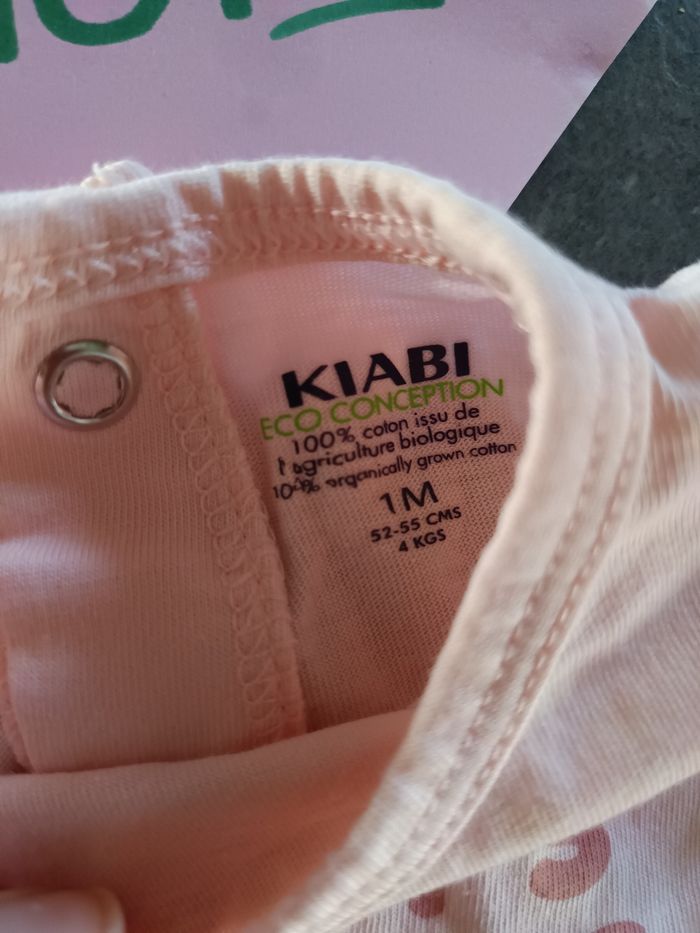 KIABI
ECO CONCEPTION
100% coton issu de
l'agriculture biologique
100% organically grown cotton
1M
52-55 CMS
4 KGS